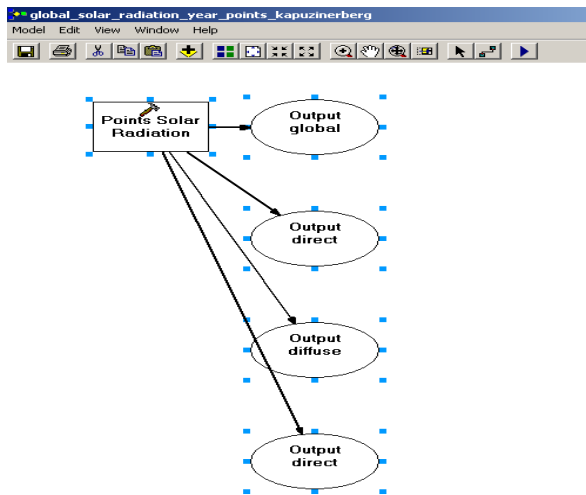 global_solar_radiation_year_points_kapuzinerberg
Model Edit View Window Help
Points Solar
Radiation
Output
global
Output
direct
Output
diffuse
Output
direct